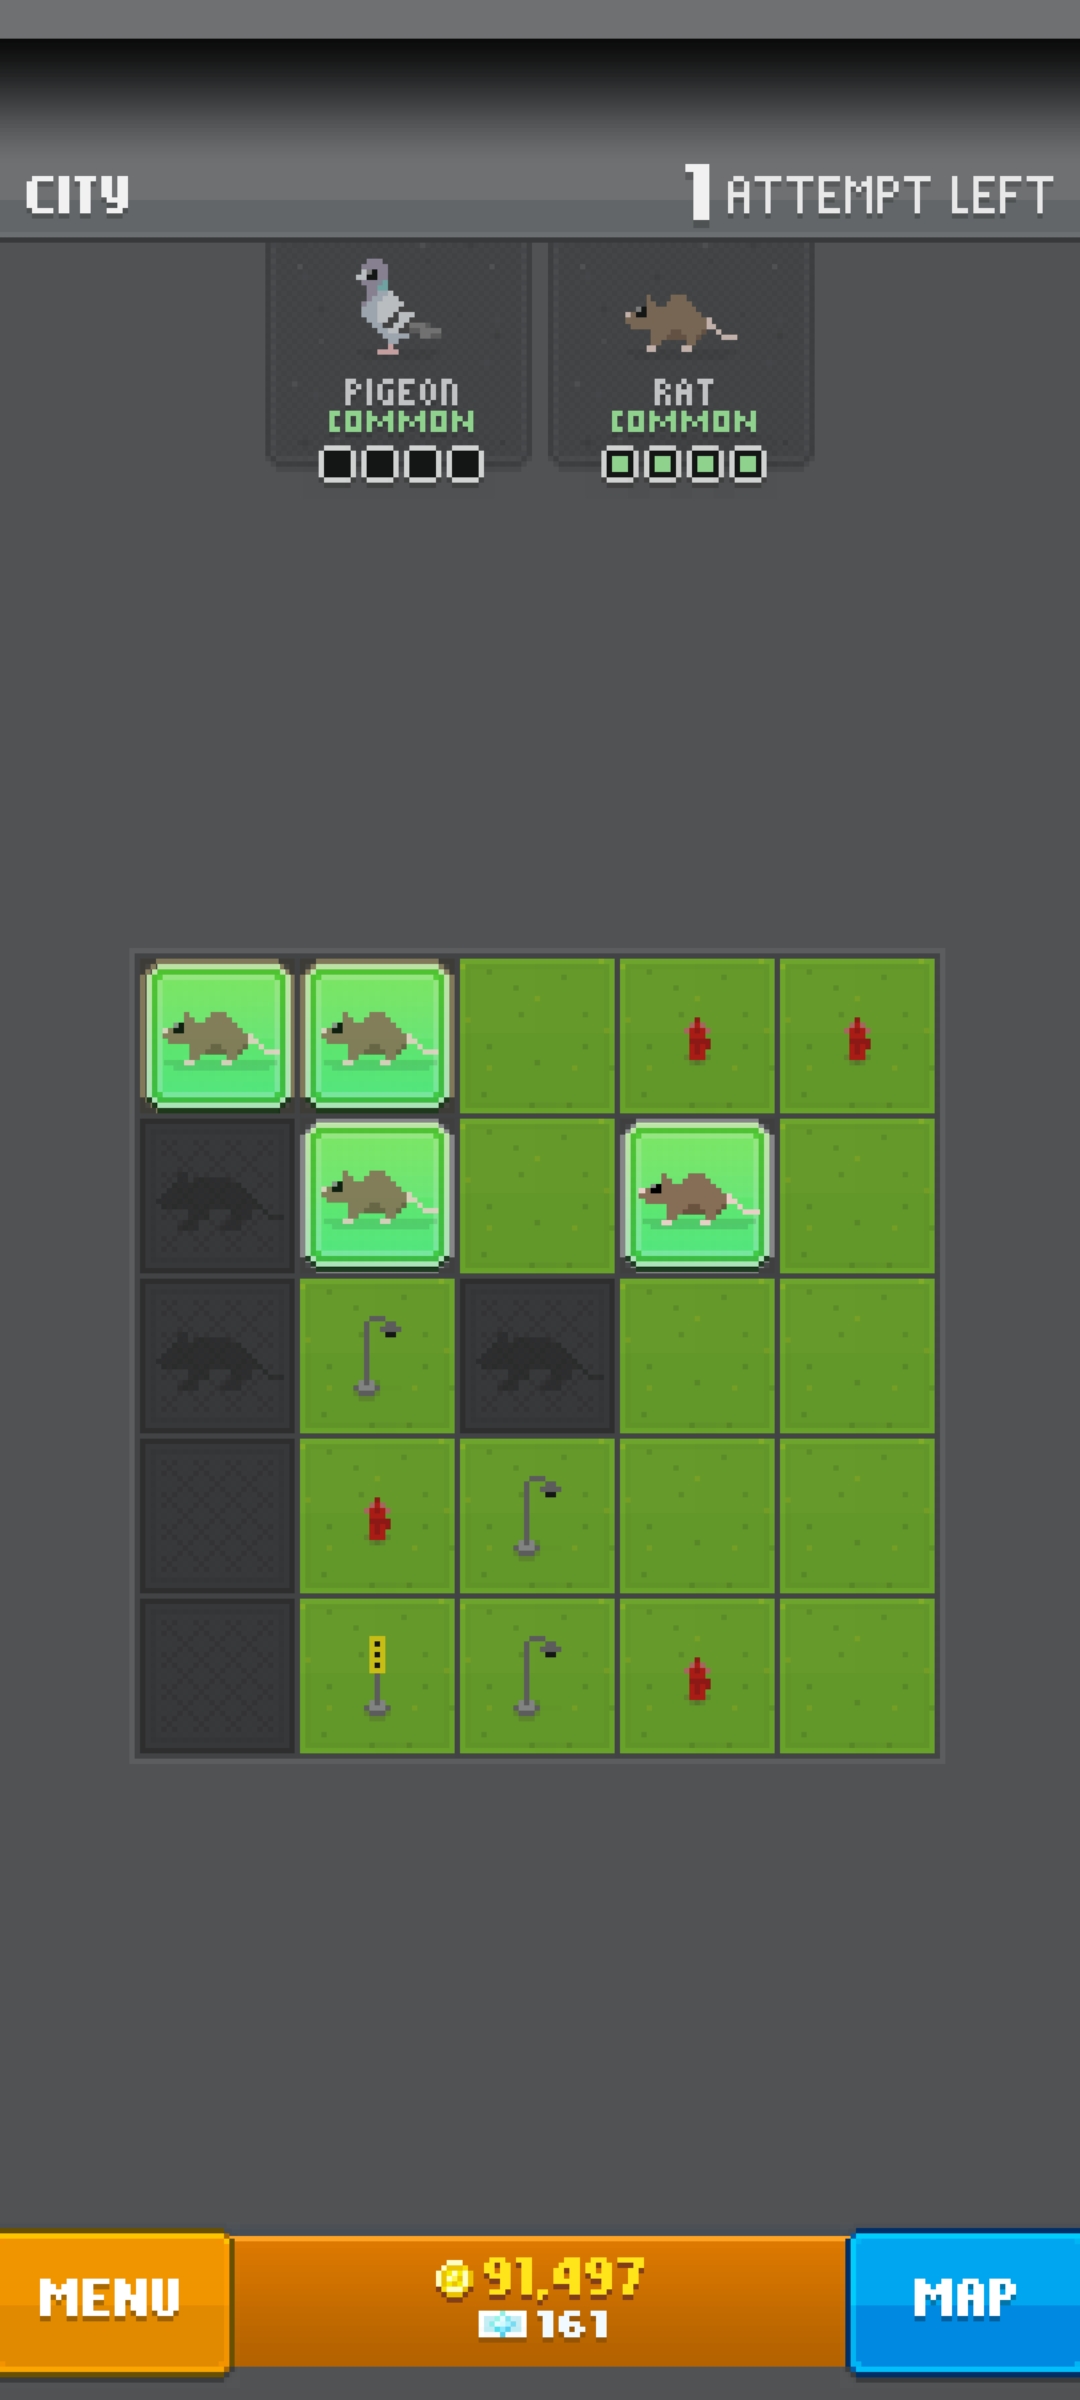 CITY
1 ATTEMPT LEFT
PIGEON
COMMON
RAT
COMMON
MENU
91,497
161
MAP